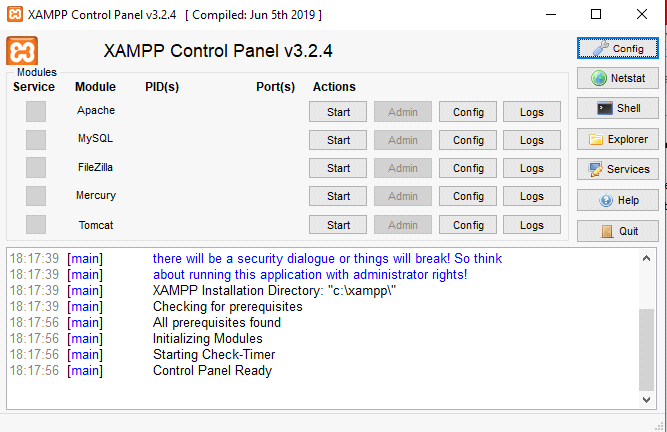 XAMPP Control Panel v3.2.4 [ Compiled: Jun 5th 2019 ]
XAMPP Control Panel v3.2.4
Config
Modules
Service Module PID(s) Port(s) Actions
Netstat
Apache Start Admin Config Logs
Shell
MySQL Start Admin Config Logs
Explorer
FileZilla Start Admin Config Logs
Services
Mercury Start Admin Config Logs
Help
Tomcat Start Admin Config Logs
Quit
18:17:39 [main] there will be a security dialogue or things will break! So think
18:17:39 [main] about running this application with administrator rights!
18:17:39 [main] XAMPP Installation Directory: "c:\xampp\"
18:17:39 [main] Checking for prerequisites
18:17:56 [main] All prerequisites found
18:17:56 [main] Initializing Modules
18:17:56 [main] Starting Check-Timer
18:17:56 [main] Control Panel Ready